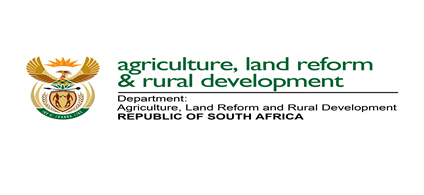 agriculture, land reform
& rural development
Department:
Agriculture, Land Reform and Rural Development
REPUBLIC OF SOUTH AFRICA